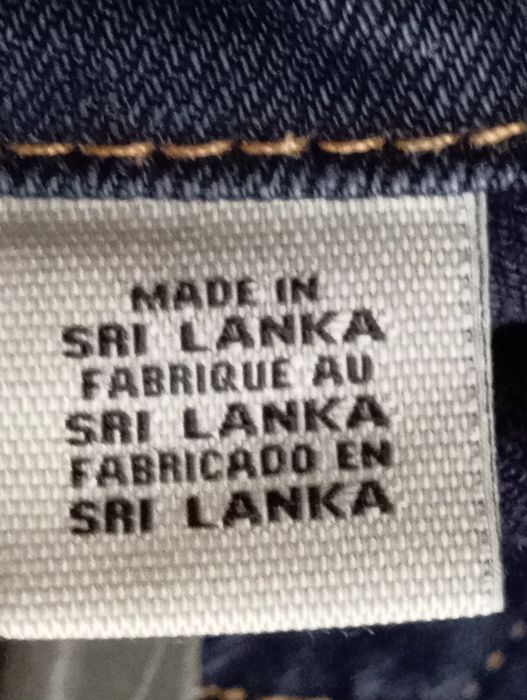 MADE IN
SRI LANKA
FABRIQUE AU
SRI LANKA
FABRICADO EN
SRI LANKA